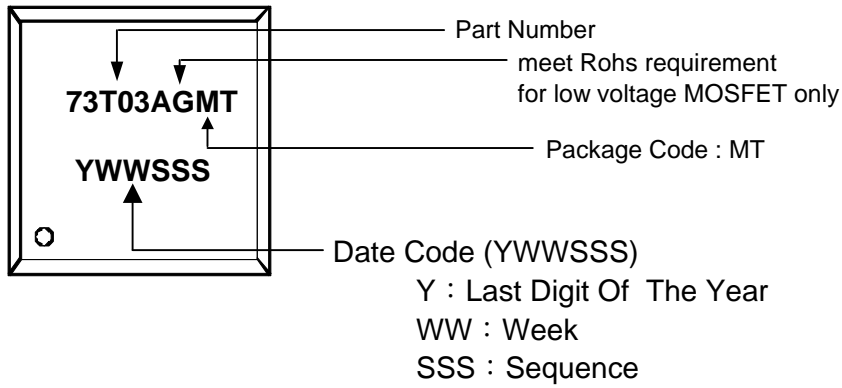 Part Number
meet Rohs requirement
for low voltage MOSFET only
73T03AGMT
Package Code : MT
YWWSSS
Date Code (YWWSSS)
Y：Last Digit Of The Year
WW：Week
SSS：Sequence